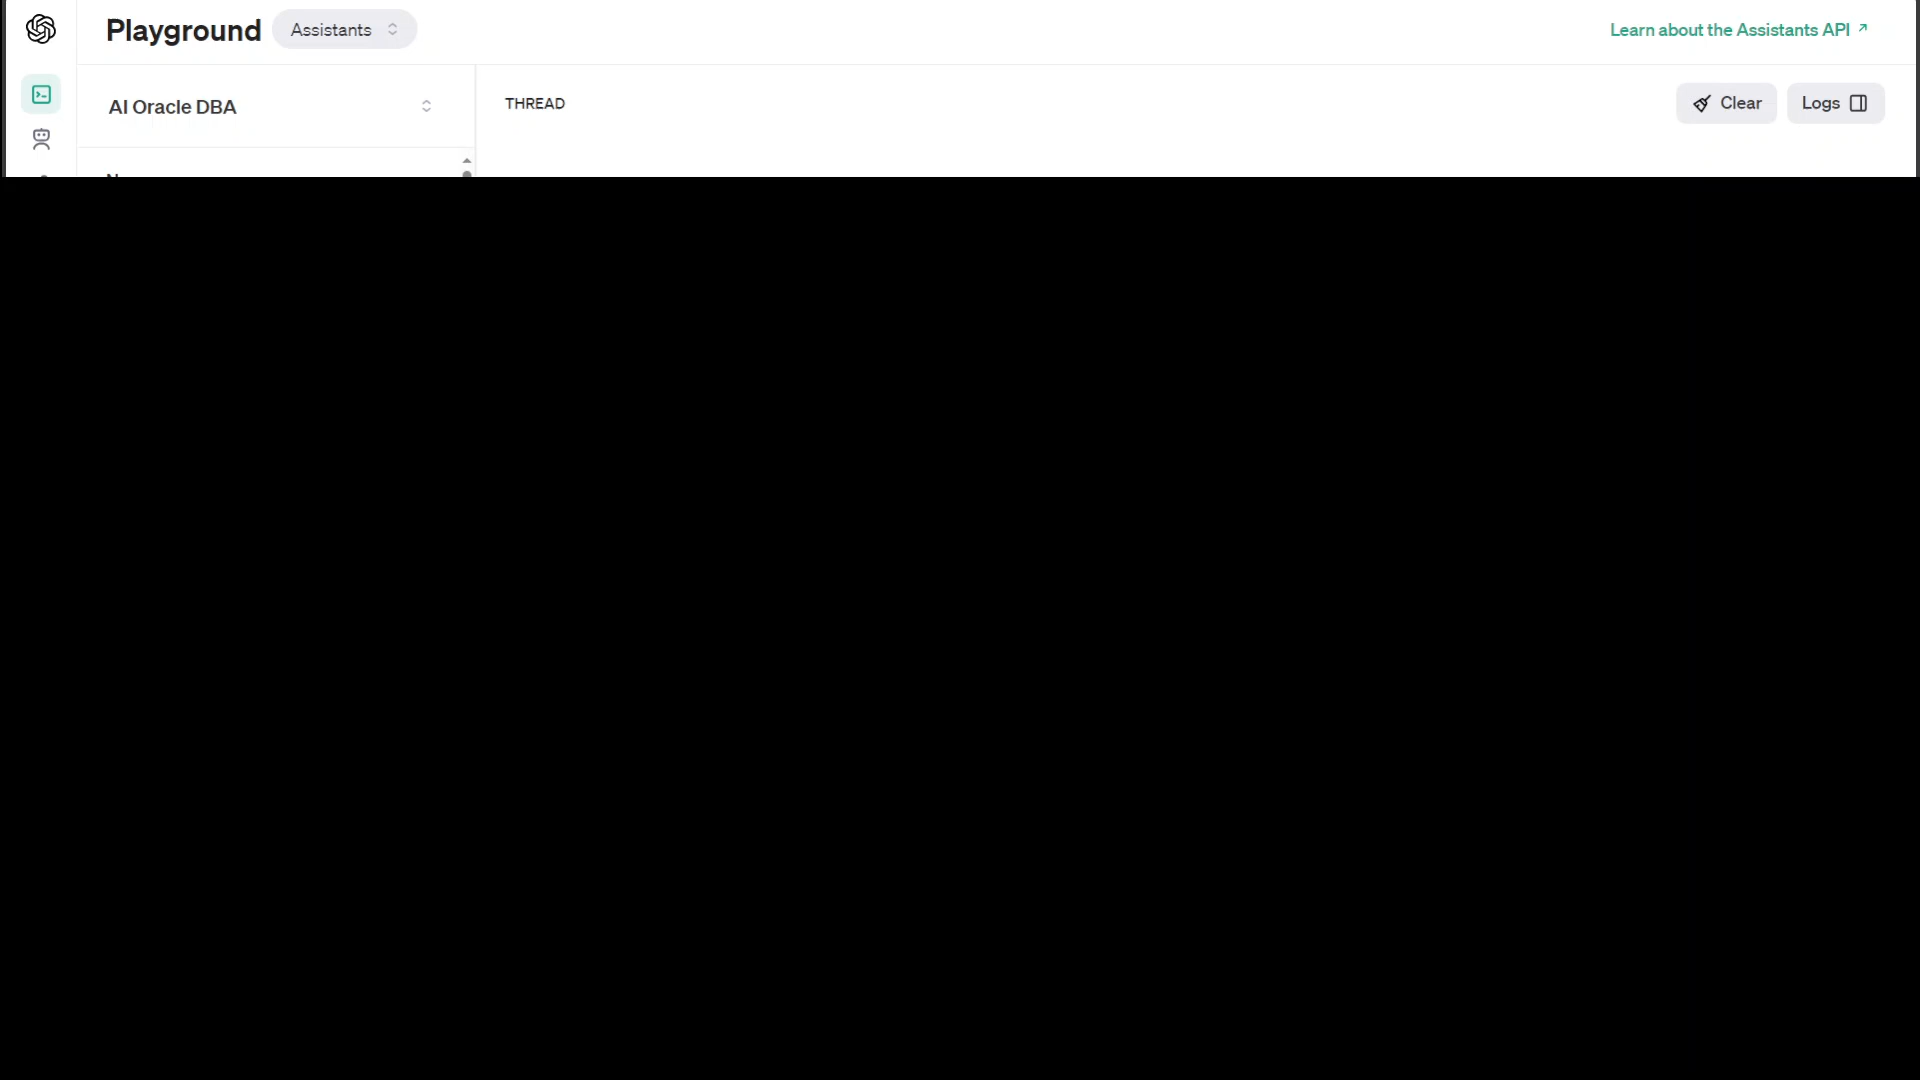 Playground
Assistants
Learn about the Assistants API
AI Oracle DBA
THREAD
Clear
Logs